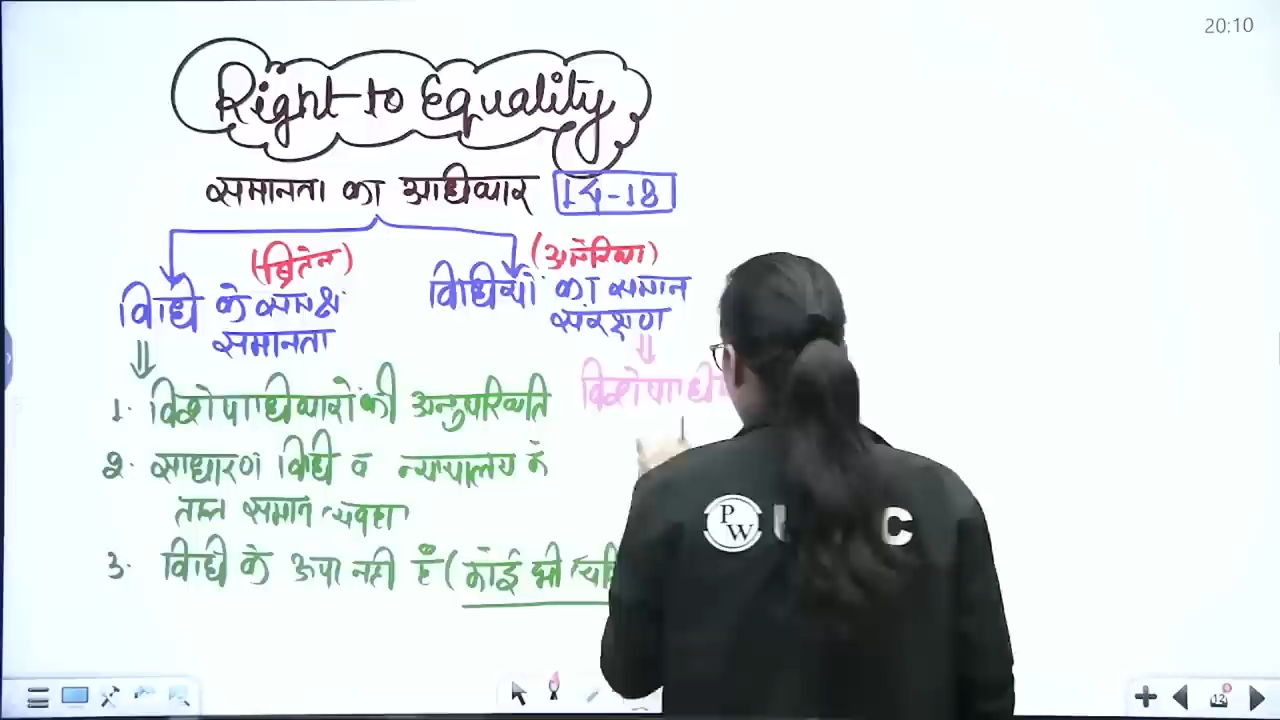 20:10
Right to Equality
समानता का अधिकार 14-18
(ब्रिटेन) (अमेरिका)
विधि के समक्ष
समानता
विधियों का समान
संरक्षण
1. विशेषाधिकारों की अनुपस्थिति
2. साधारण विधि व न्यायालय के
तहत समान व्यवहार
3. विधि के ऊपर नहीं है (कोई भी
विशेषाधि
PW
C
12